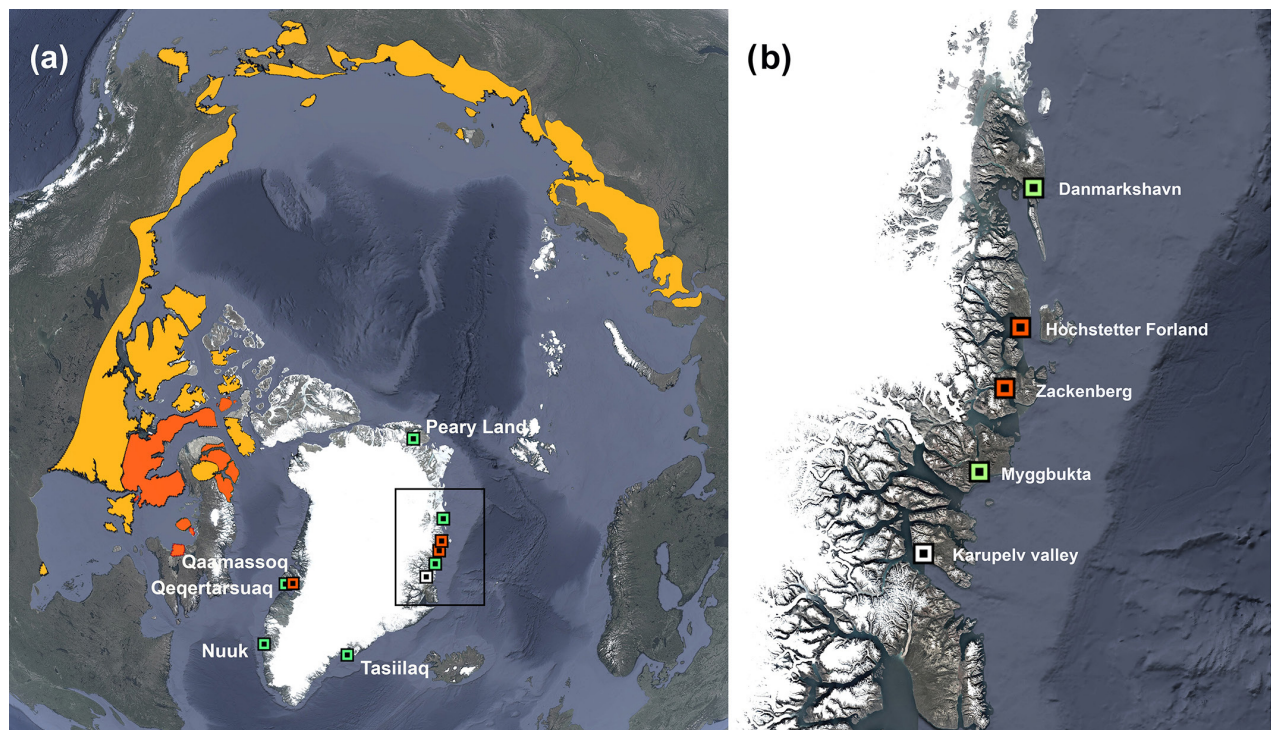 (a)
Peary Land
Qaamassoq
Qeqertarsuaq
Nuuk
Tasiilaq
(b)
Danmarkshavn
Hochstetter Forland
Zackenberg
Myggbukta
Karupelv valley